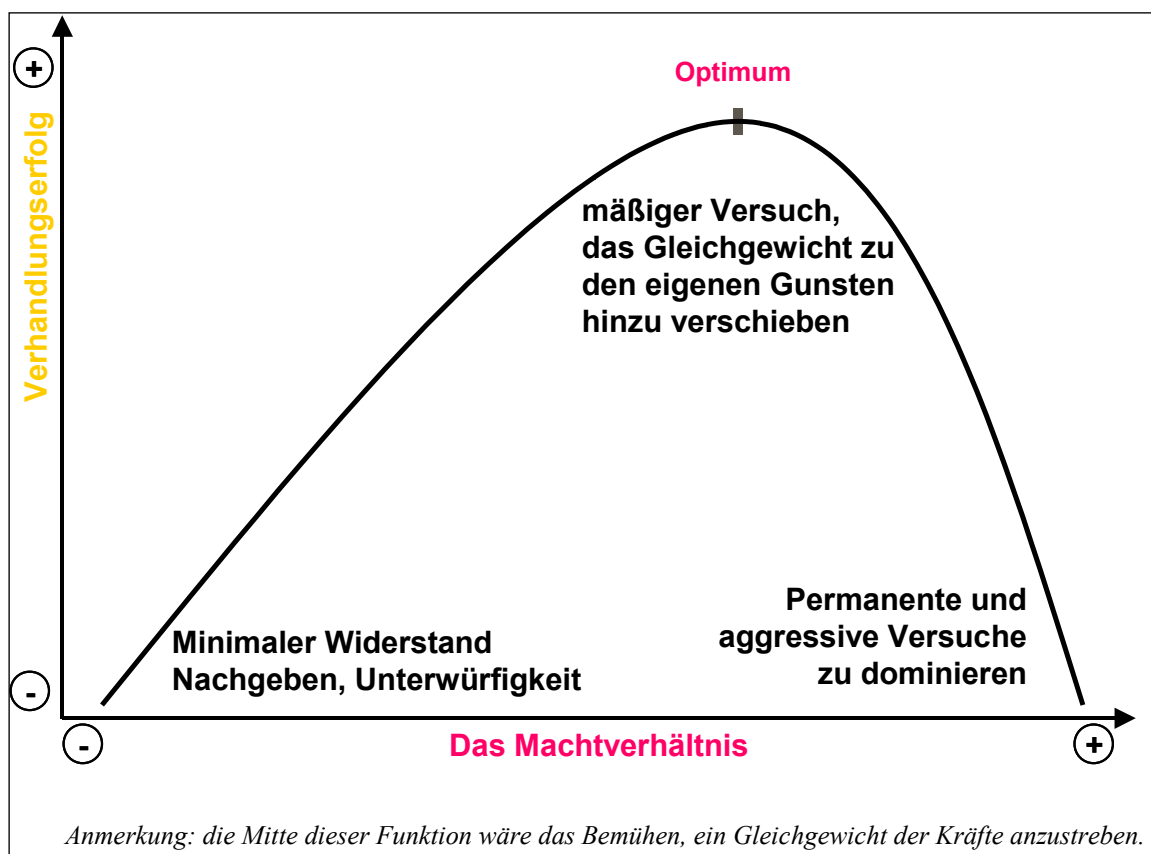 +
Optimum
Verhandlungserfolg
mäßiger Versuch,
das Gleichgewicht zu
den eigenen Gunsten
hinzu verschieben
Permanente und
aggressive Versuche
zu dominieren
Minimaler Widerstand
Nachgeben, Unterwürfigkeit
-
-
Das Machtverhältnis
+
Anmerkung: die Mitte dieser Funktion wäre das Bemühen, ein Gleichgewicht der Kräfte anzustreben.